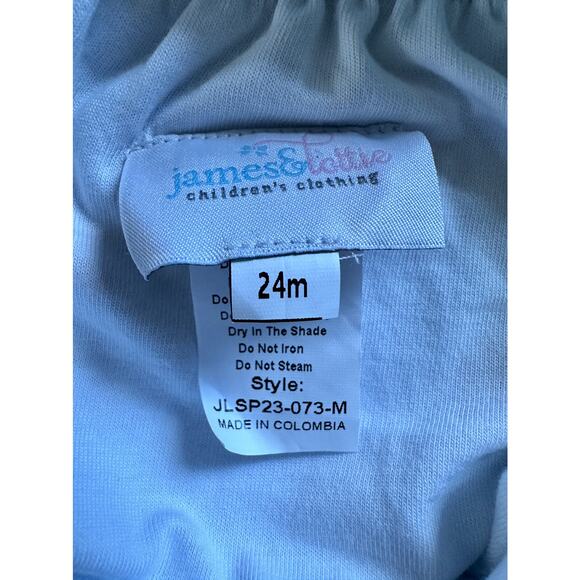 james&lottie
children's clothing
24m
Do
Dry In The Shade
Do Not Iron
Do Not Steam
Style:
JLSP23-073-M
MADE IN COLOMBIA